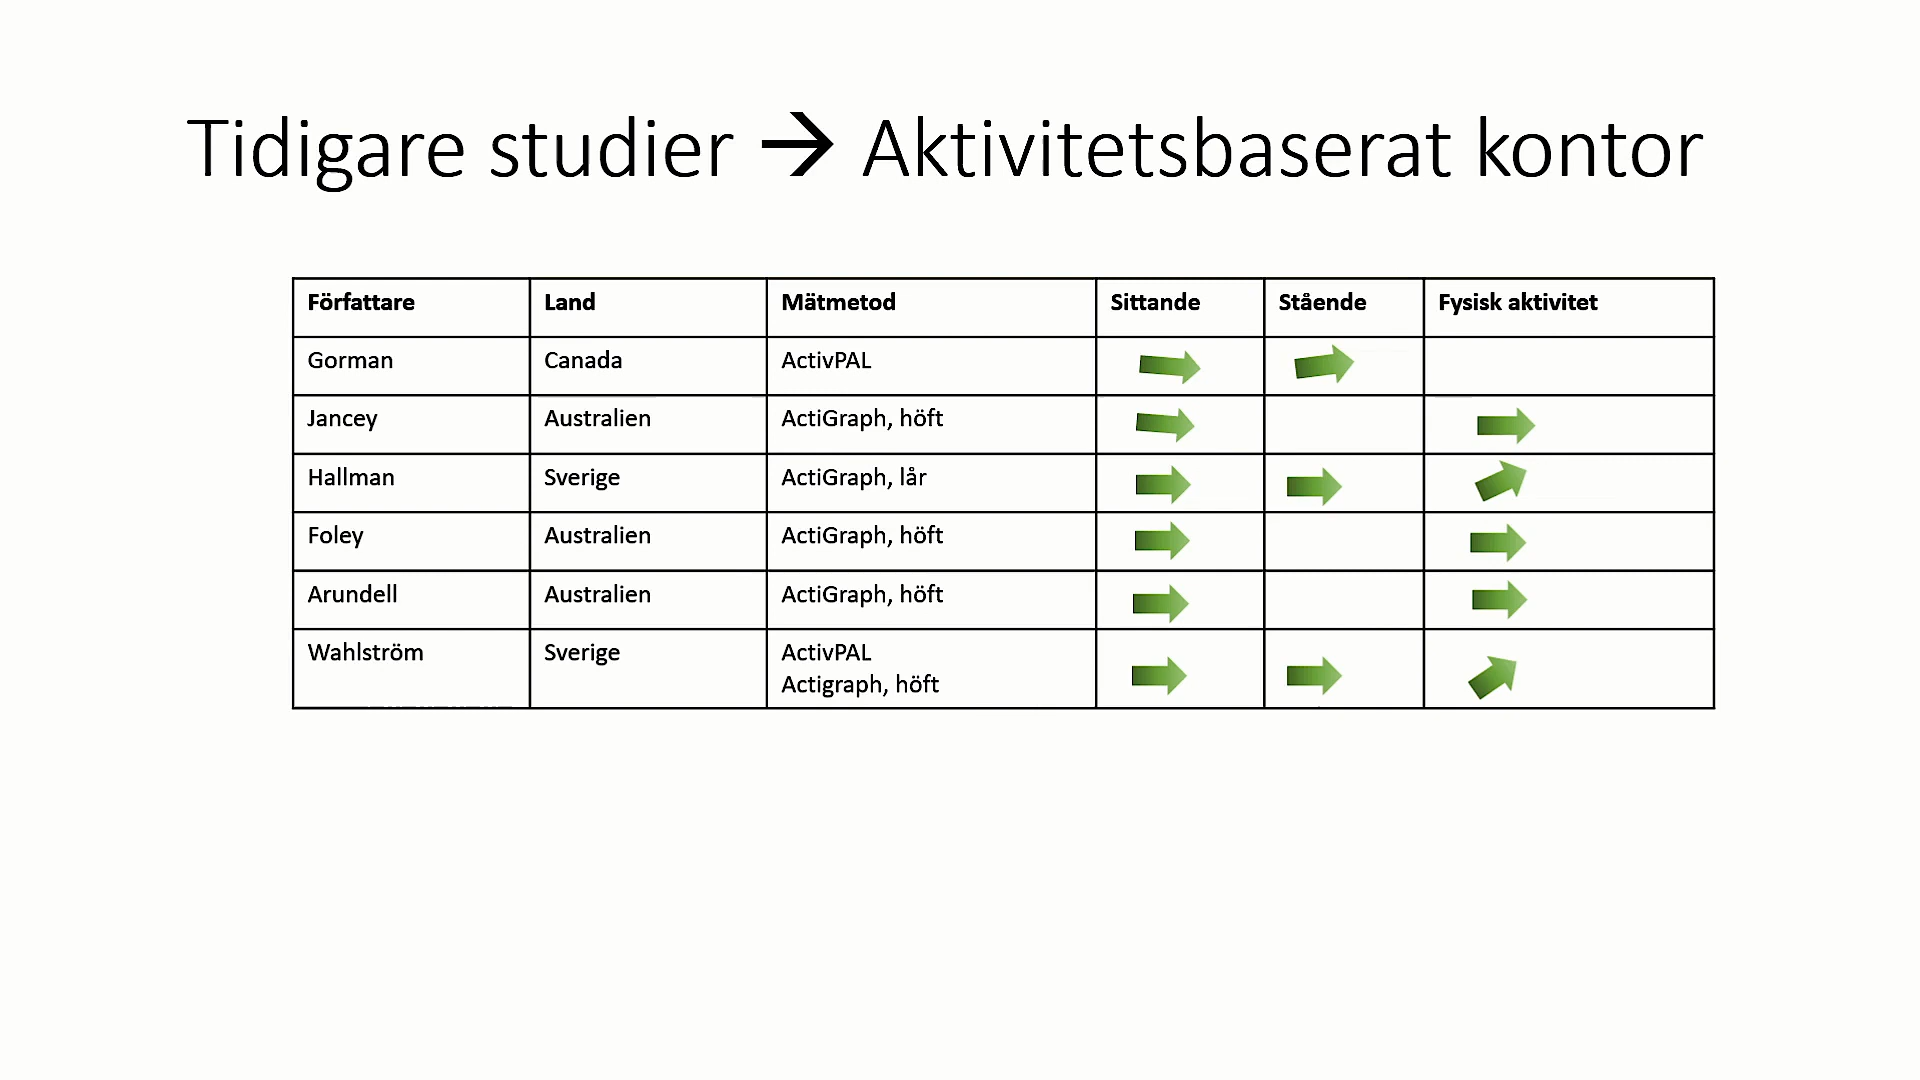 Tidigare studier → Aktivitetsbaserat kontor
Författare Land Mätmetod Sittande Stående Fysisk aktivitet
Gorman Canada ActivPAL
Jancey Australien ActiGraph, höft
Hallman Sverige ActiGraph, lår
Foley Australien ActiGraph, höft
Arundell Australien ActiGraph, höft
Wahlström Sverige ActivPAL
Actigraph, höft